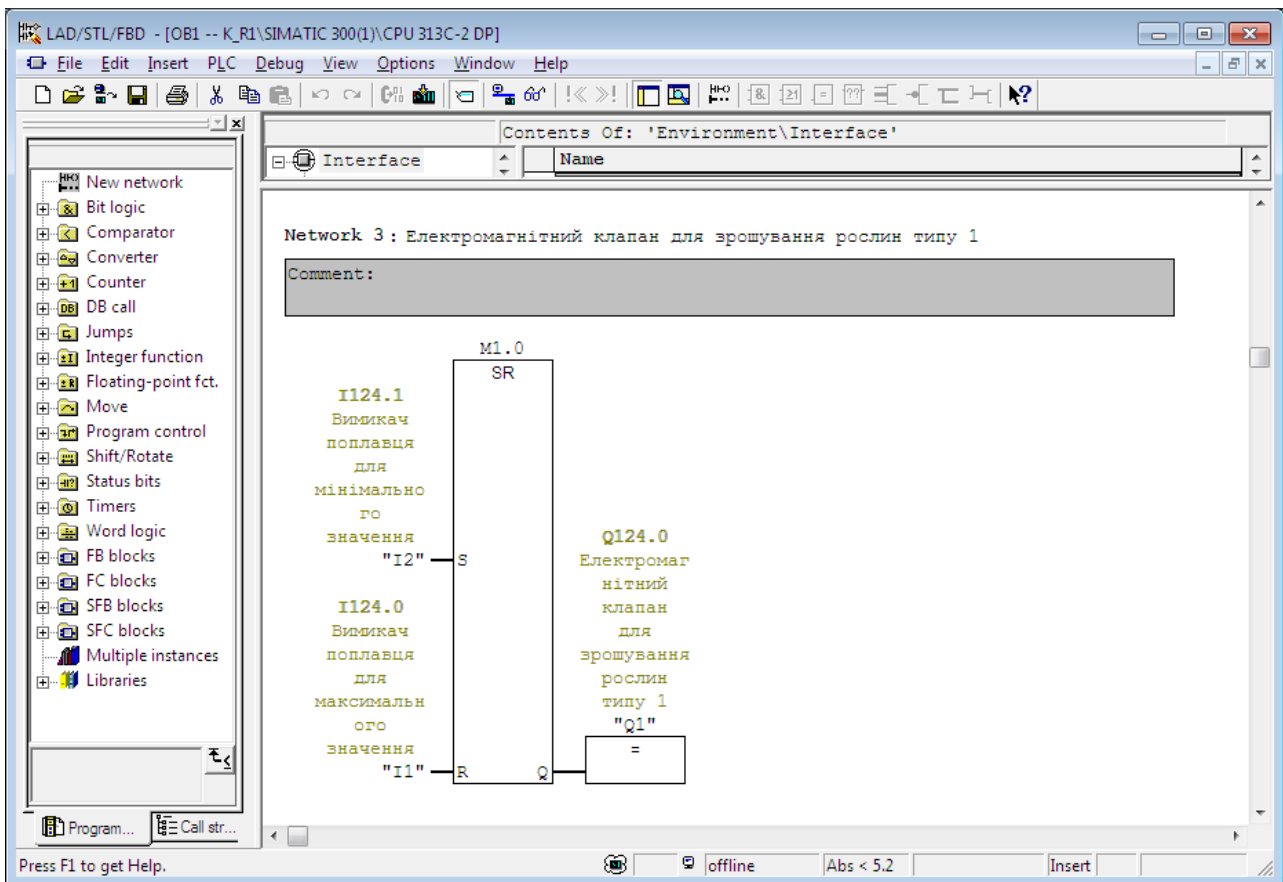 LAD/STL/FBD - [OB1 -- K_R1\SIMATIC 300(1)\CPU 313C-2 DP]
File Edit Insert PLC Debug View Options Window Help
Contents Of: 'Environment\Interface'
Interface
Name
New network
Bit logic
Comparator
Converter
Counter
DB call
Jumps
Integer function
Floating-point fct.
Move
Program control
Shift/Rotate
Status bits
Timers
Word logic
FB blocks
FC blocks
SFB blocks
SFC blocks
Multiple instances
Libraries
Program...
Call str...
Network 3 : Електромагнітний клапан для зрошування рослин типу 1
Comment:
M1.0
SR
I124.1
Вимикач
поплавця
для
мінімально
го
значення
"I2"
S
I124.0
Вимикач
поплавця
для
максимальн
ого
значення
"I1"
R
Q
Q124.0
Електромаг
нітний
клапан
для
зрошування
рослин
типу 1
"Q1"
=
Press F1 to get Help.
offline
Abs < 5.2
Insert